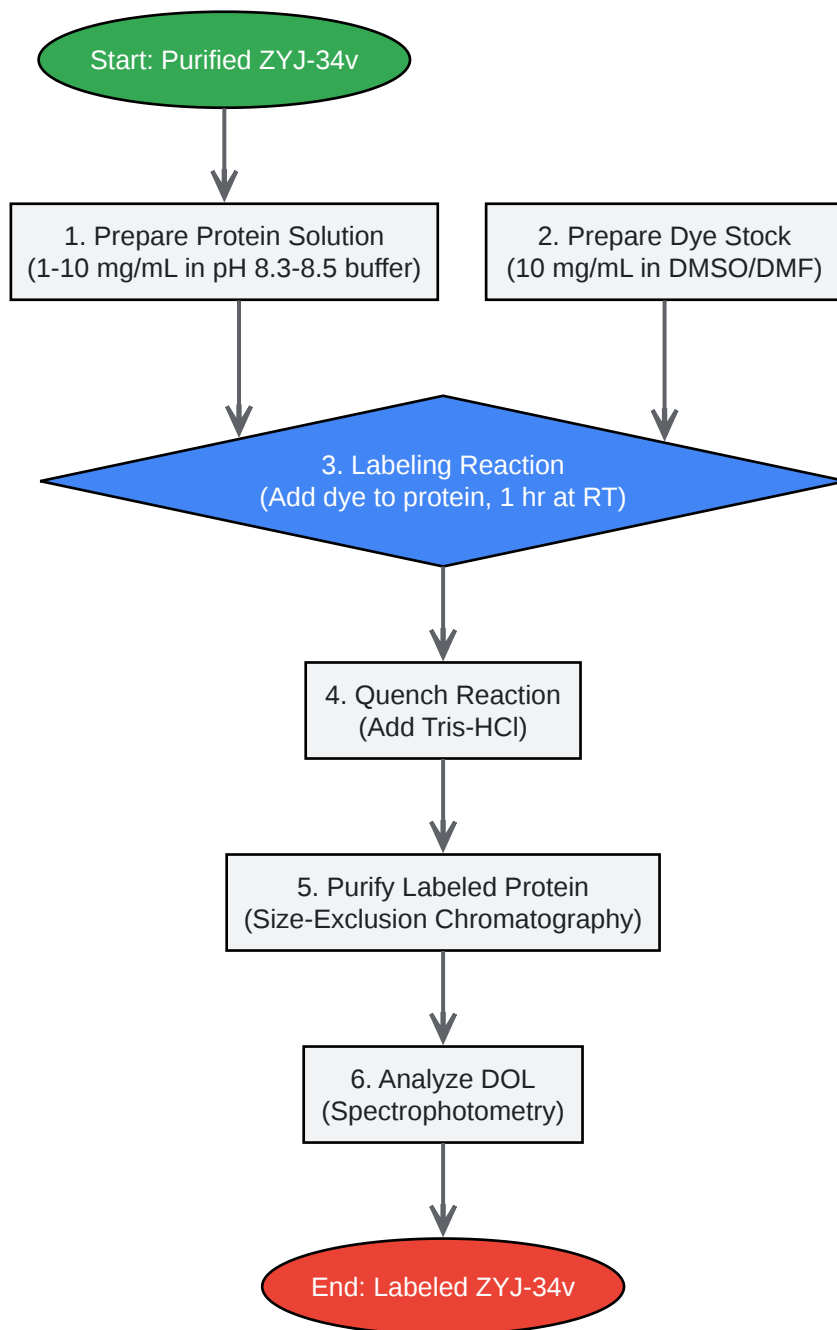 Start: Purified ZYJ-34v
1. Prepare Protein Solution
(1-10 mg/mL in pH 8.3-8.5 buffer)
2. Prepare Dye Stock
(10 mg/mL in DMSO/DMF)
3. Labeling Reaction
(Add dye to protein, 1 hr at RT)
4. Quench Reaction
(Add Tris-HCl)
5. Purify Labeled Protein
(Size-Exclusion Chromatography)
6. Analyze DOL
(Spectrophotometry)
End: Labeled ZYJ-34v